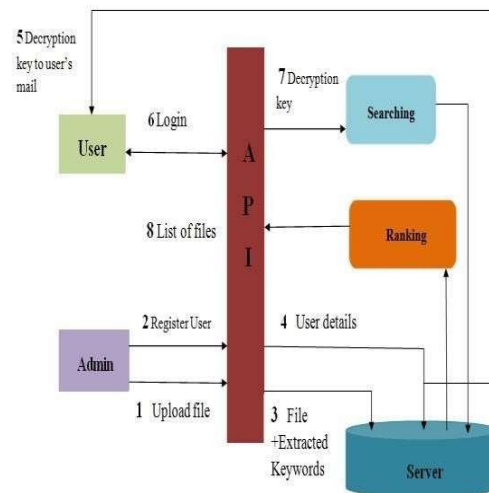 5 Decryption
key to user's
mail
6 Login
User
A
P
I
7 Decryption
key
Searching
8 List of files
Ranking
2 Register User
4 User details
Admin
1 Upload file
3 File
+Extracted
Keywords
Server